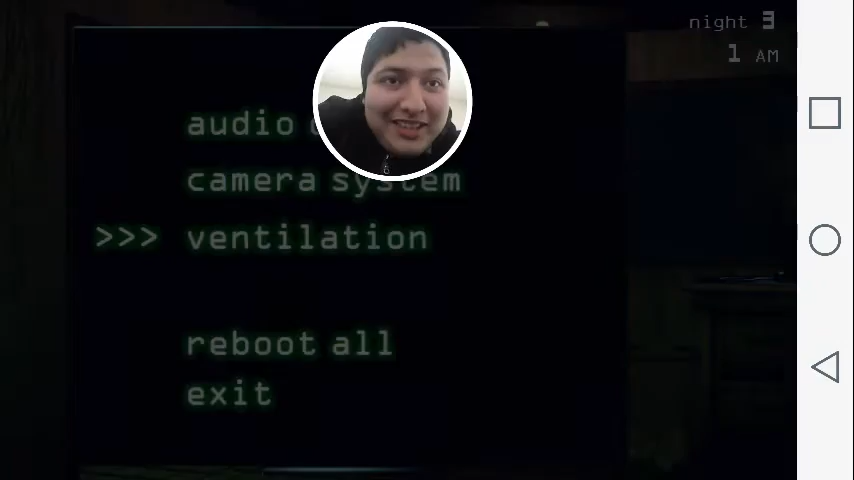 night 3
1 AM
audio
camera system
>>> ventilation
reboot all
exit